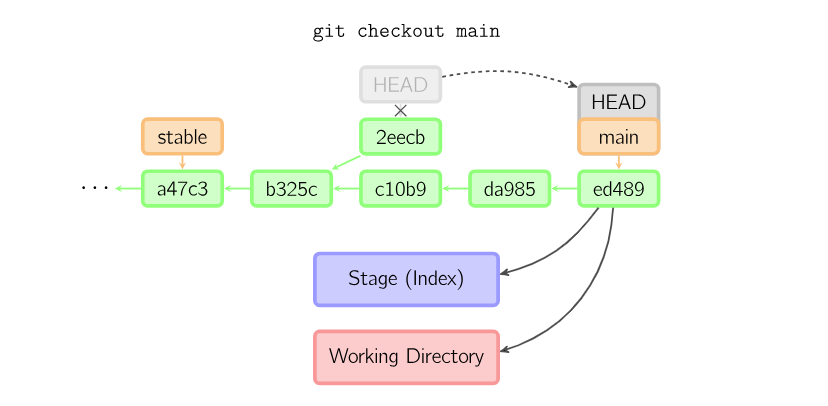 git checkout main
HEAD
HEAD
stable
2eecb
main
...
a47c3
b325c
c10b9
da985
ed489
Stage (Index)
Working Directory